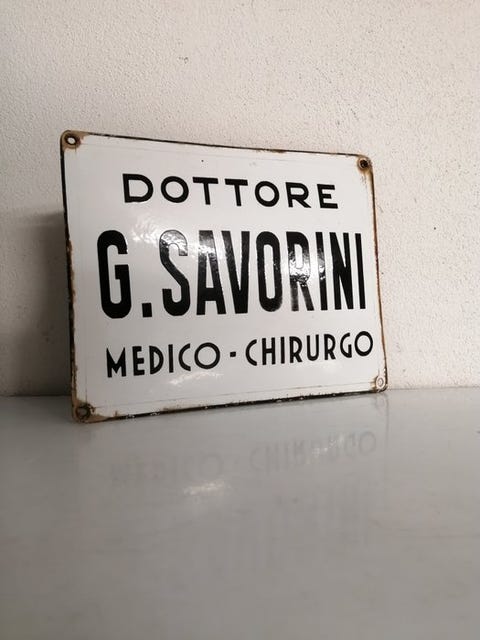 DOTTORE
G. SAVORINI
MEDICO - CHIRURGO